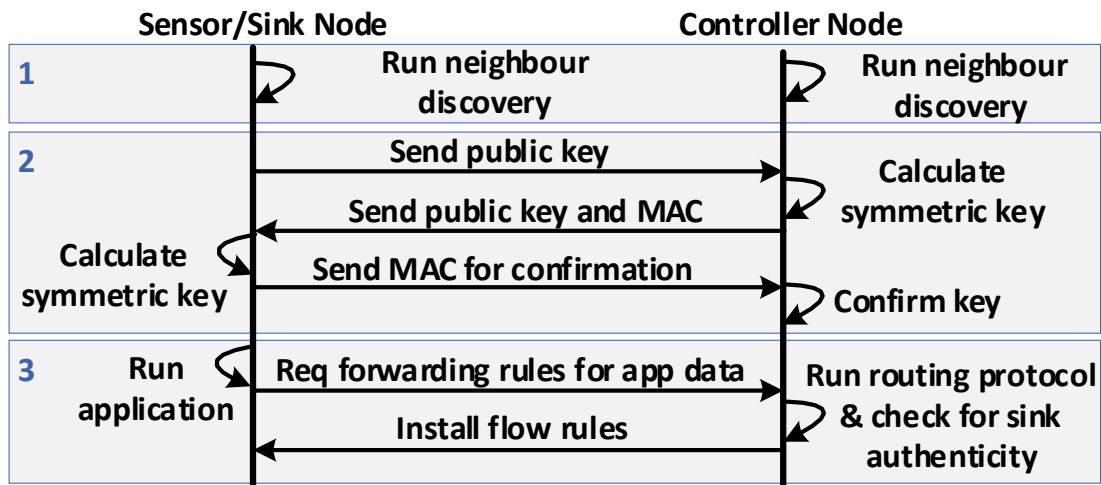 Sensor/Sink Node
Controller Node
1
Run neighbour
discovery
Run neighbour
discovery
2
Send public key
Calculate
symmetric key
Send public key and MAC
Calculate
symmetric key
Send MAC for confirmation
Confirm key
3
Run
application
Req forwarding rules for app data
Run routing protocol
& check for sink
authenticity
Install flow rules